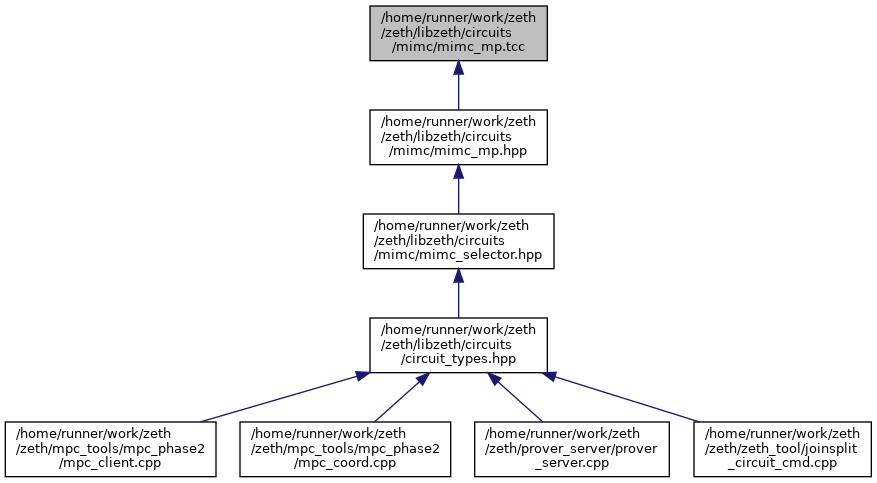 /home/runner/work/zeth
/zeth/libzeth/circuits
/mimc/mimc_mp.tcc
/home/runner/work/zeth
/zeth/libzeth/circuits
/mimc/mimc_mp.hpp
/home/runner/work/zeth
/zeth/libzeth/circuits
/mimc/mimc_selector.hpp
/home/runner/work/zeth
/zeth/libzeth/circuits
/circuit_types.hpp
/home/runner/work/zeth
/zeth/mpc_tools/mpc_phase2
/mpc_client.cpp
/home/runner/work/zeth
/zeth/mpc_tools/mpc_phase2
/mpc_coord.cpp
/home/runner/work/zeth
/zeth/prover_server/prover
_server.cpp
/home/runner/work/zeth
/zeth/zeth_tool/joinsplit
_circuit_cmd.cpp